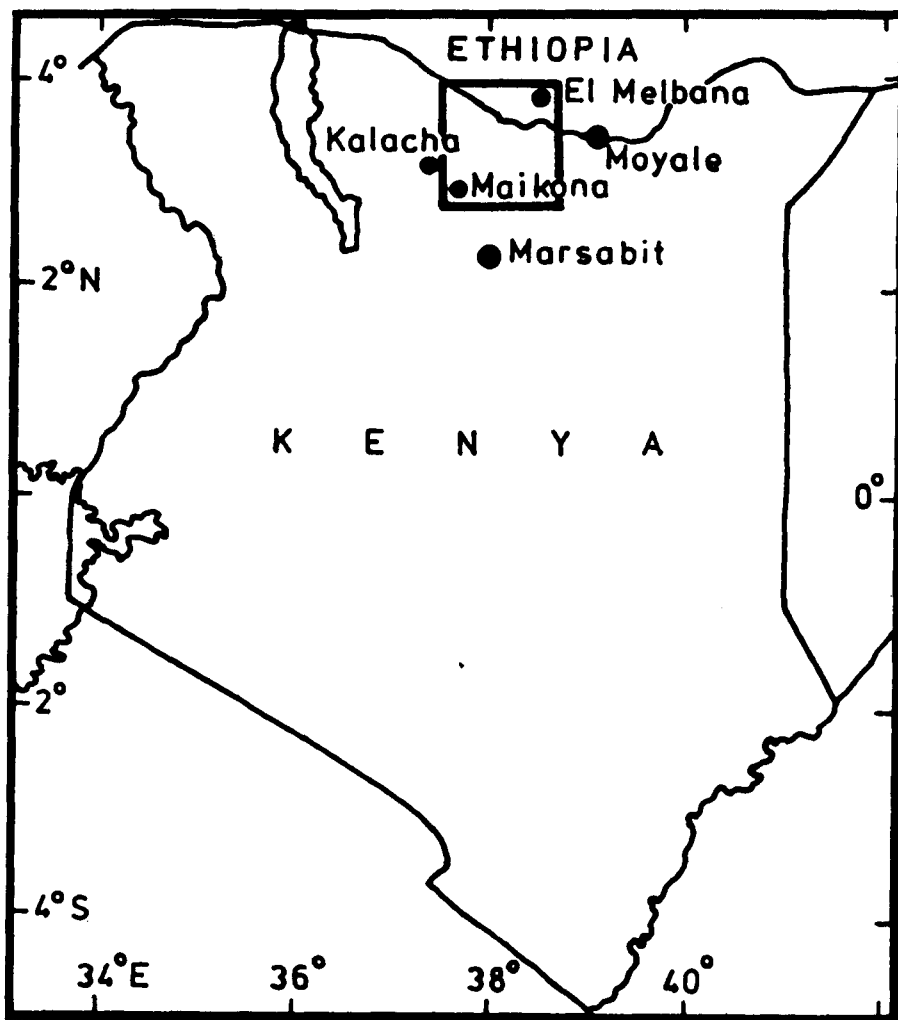 ETHIOPIA
4°
El Melbana
Kalacha
Moyale
Maikona
Marsabit
2°N
K E N Y A
0°
2°
4°S
34°E 36° 38° 40°